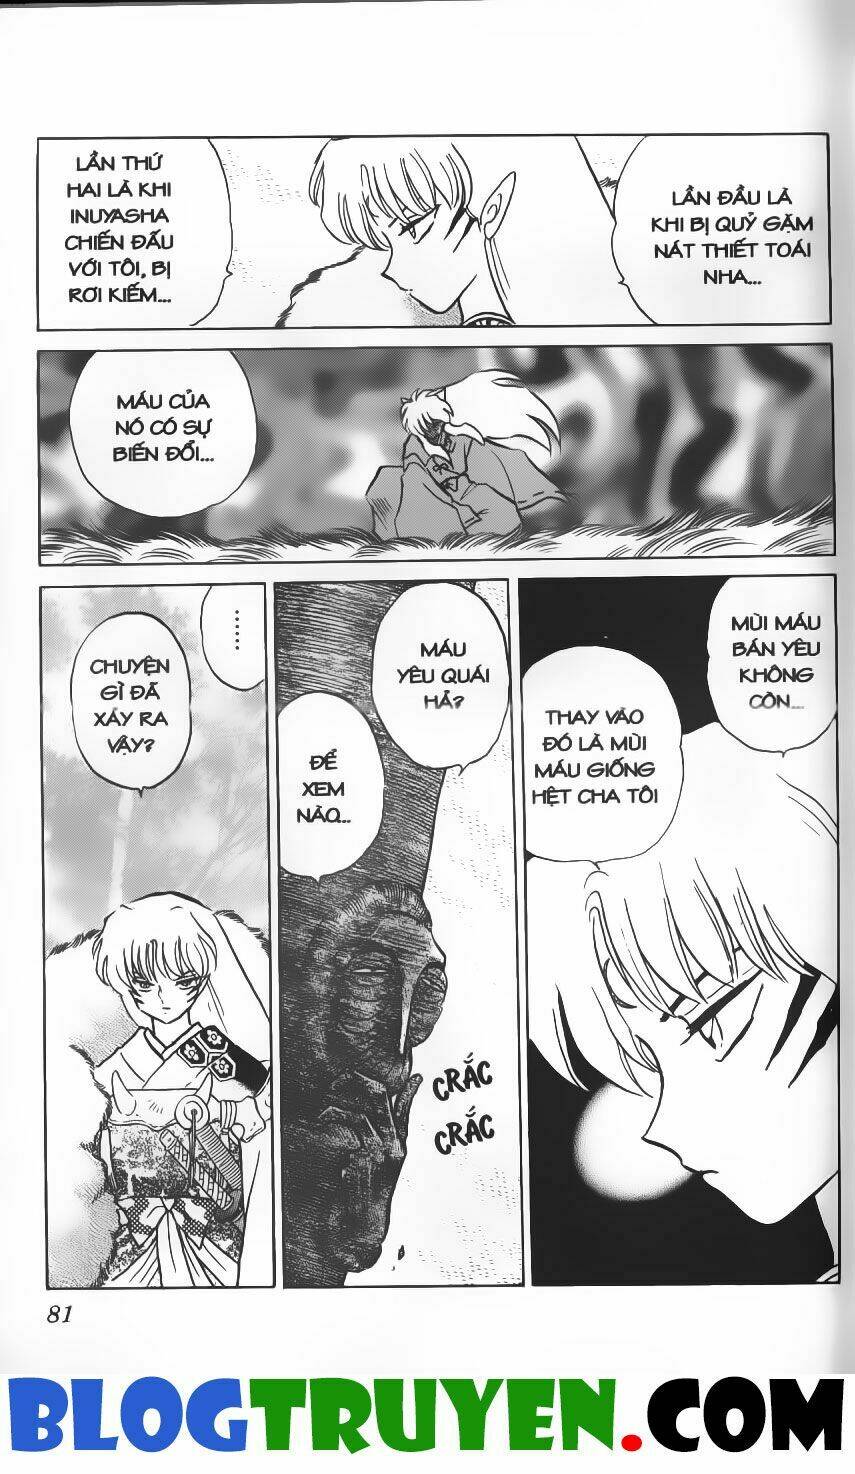 LẦN ĐẦU LÀ
KHI BỊ QUỶ GẶM
NÁT THIẾT TOÁI
NHA...
LẦN THỨ
HAI LÀ KHI
INUYASHA
CHIẾN ĐẤU
VỚI TÔI, BỊ
RƠI KIẾM...
MÁU CỦA
NÓ CÓ SỰ
BIẾN ĐỔI...
MÙI MÁU
BÁN YÊU
KHÔNG
CÒN...
THAY VÀO
ĐÓ LÀ MÙI
MÁU GIỐNG
HỆT CHA TÔI
MÁU
YÊU QUÁI
HẢ?
ĐỂ
XEM
NÀO...
CRẮC
CRẮC
......
CHUYỆN
GÌ ĐÃ
XẢY RA
VẬY?
81
BLOGTRUYEN.COM